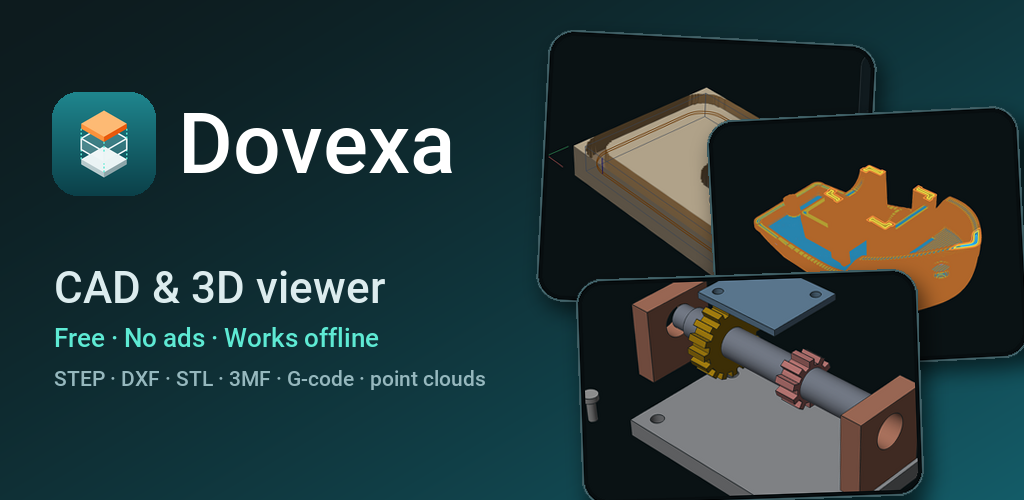 Dovexa
CAD & 3D viewer
Free · No ads · Works offline
STEP · DXF · STL · 3MF · G-code · point clouds